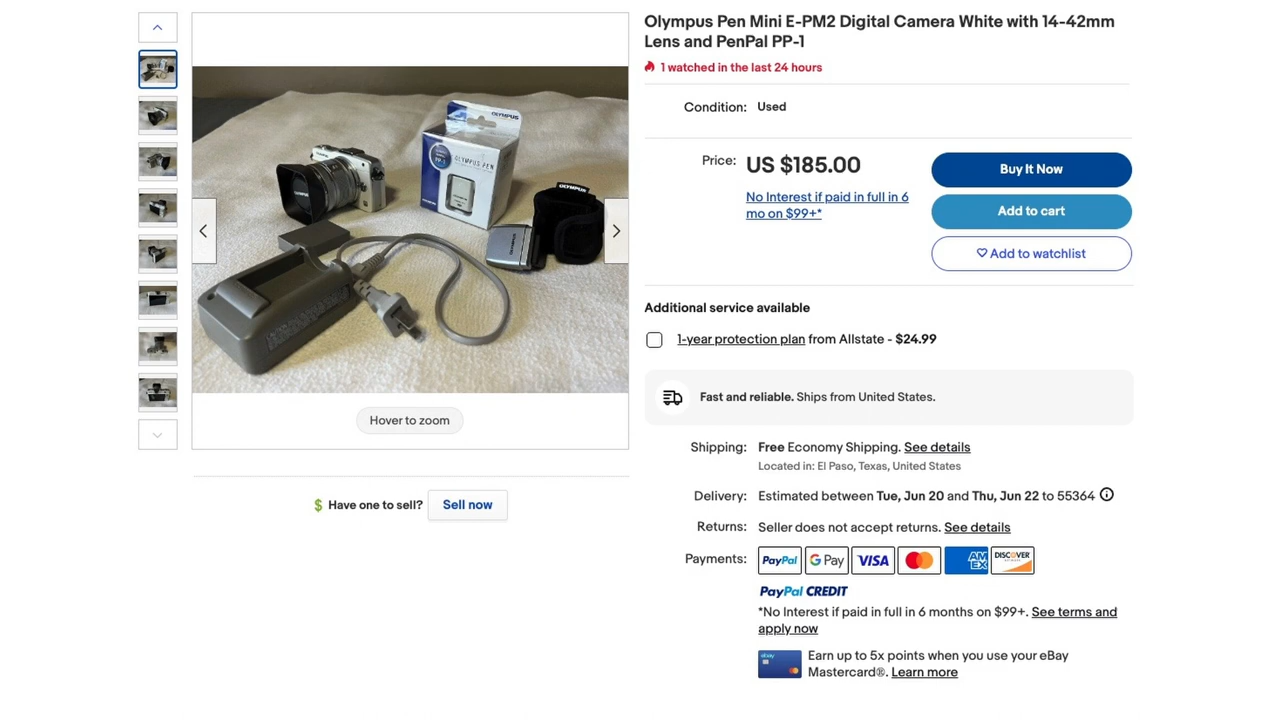 Olympus Pen Mini E-PM2 Digital Camera White with 14-42mm
Lens and PenPal PP-1
1 watched in the last 24 hours
Condition: Used
Price: US $185.00
No Interest if paid in full in 6
mo on $99+*
Buy It Now
Add to cart
Add to watchlist
OLYMPUS
PP-1
OLYMPUS PEN
OLYMPUS
Hover to zoom
Have one to sell? Sell now
Additional service available
1-year protection plan from Allstate - $24.99
Fast and reliable. Ships from United States.
Shipping: Free Economy Shipping. See details
Located in: El Paso, Texas, United States
Delivery: Estimated between Tue, Jun 20 and Thu, Jun 22 to 55364
Returns: Seller does not accept returns. See details
Payments: PayPal G Pay VISA AM EX DISCOVER
PayPal CREDIT
*No Interest if paid in full in 6 months on $99+. See terms and
apply now
ebay
Earn up to 5x points when you use your eBay
Mastercard®. Learn more